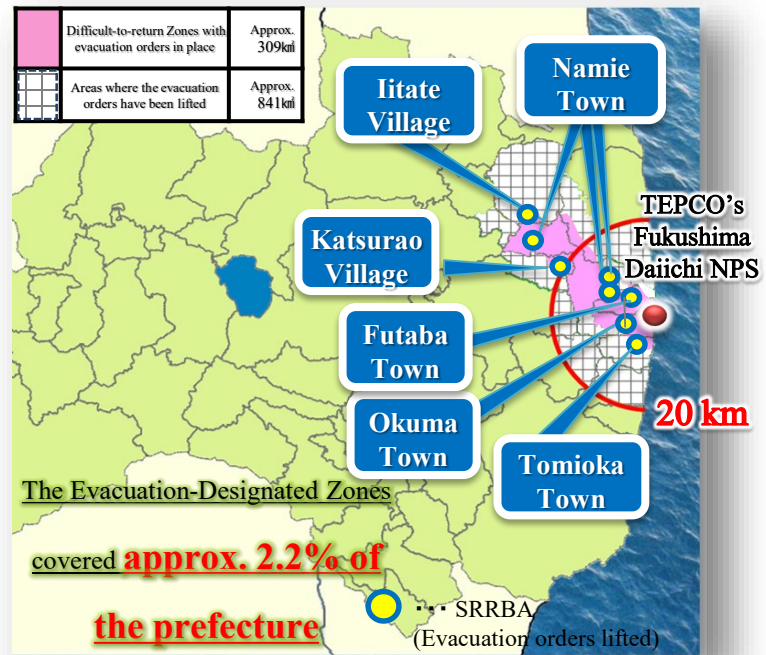 Difficult-to-return Zones with
evacuation orders in place
Approx.
309㎢
Areas where the evacuation
orders have been lifted
Approx.
841㎢
Iitate
Village
Namie
Town
TEPCO’s
Fukushima
Daiichi NPS
Katsurao
Village
Futaba
Town
20 km
Okuma
Town
Tomioka
Town
The Evacuation-Designated Zones
covered approx. 2.2% of
the prefecture
･･･ SRRBA
(Evacuation orders lifted)